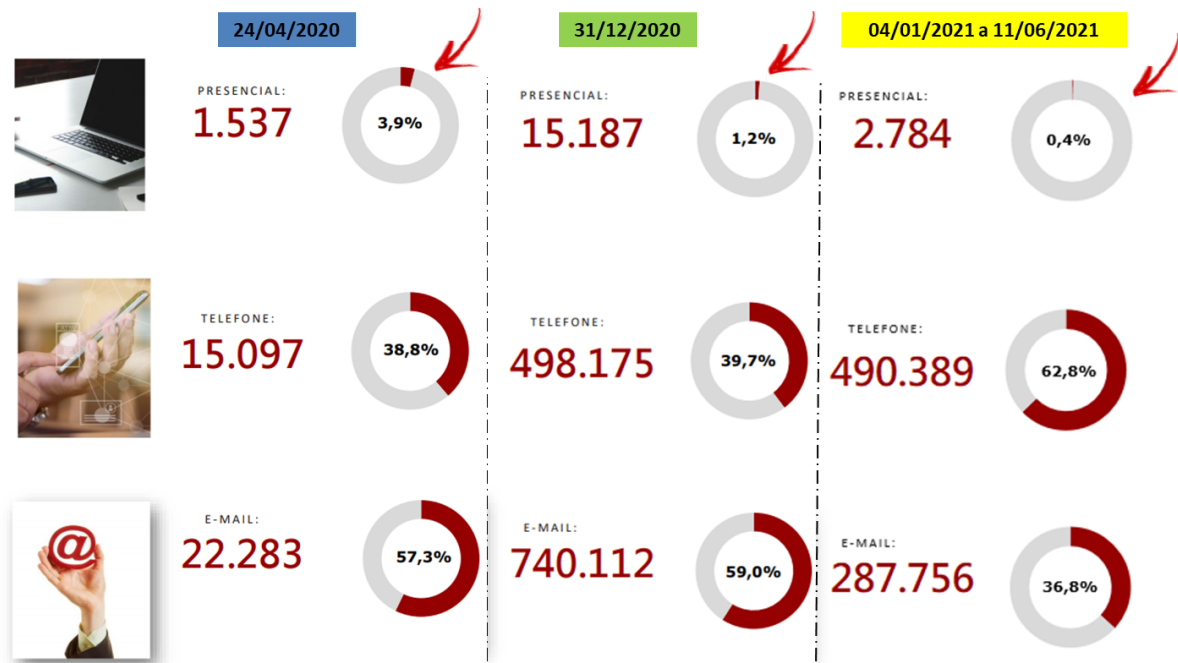 24/04/2020
31/12/2020
04/01/2021 a 11/06/2021
PRESENCIAL:
1.537
3,9%
PRESENCIAL:
15.187
1,2%
PRESENCIAL:
2.784
0,4%
TELEFONE:
15.097
38,8%
TELEFONE:
498.175
39,7%
TELEFONE:
490.389
62,8%
E-MAIL:
22.283
57,3%
E-MAIL:
740.112
59,0%
E-MAIL:
287.756
36,8%
@